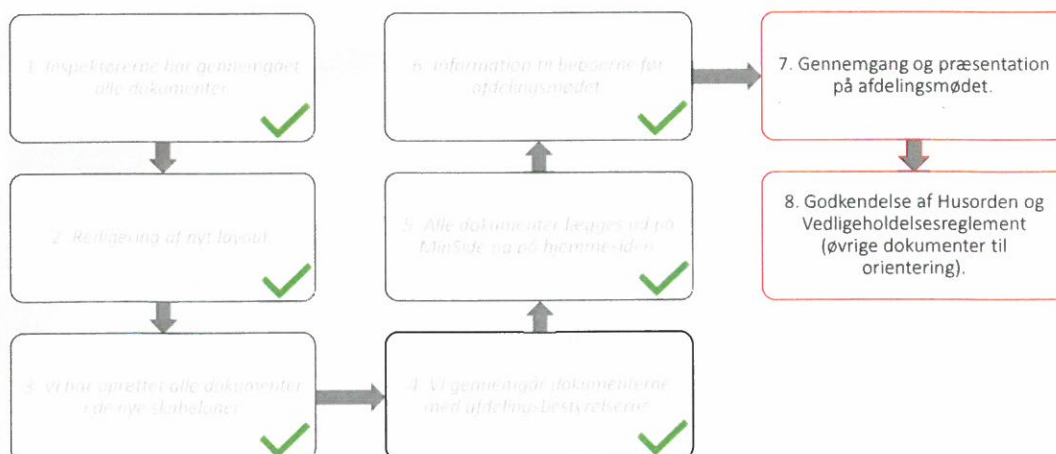 1. Inspektørerne har gennemgået
alle dokumenter.
2. Redigering af nyt layout.
3. Vi har oprettet alle dokumenter
i de nye skabeloner.
4. Vi gennemgår dokumenterne
med afdelingsbestyrelserne.
5. Alle dokumenter lægges ud på
MinSide og på hjemmesiden.
6. Information til beboerne før
afdelingsmødet.
7. Gennemgang og præsentation
på afdelingsmødet.
8. Godkendelse af Husorden og
Vedligeholdelsesreglement
(øvrige dokumenter til
orientering).